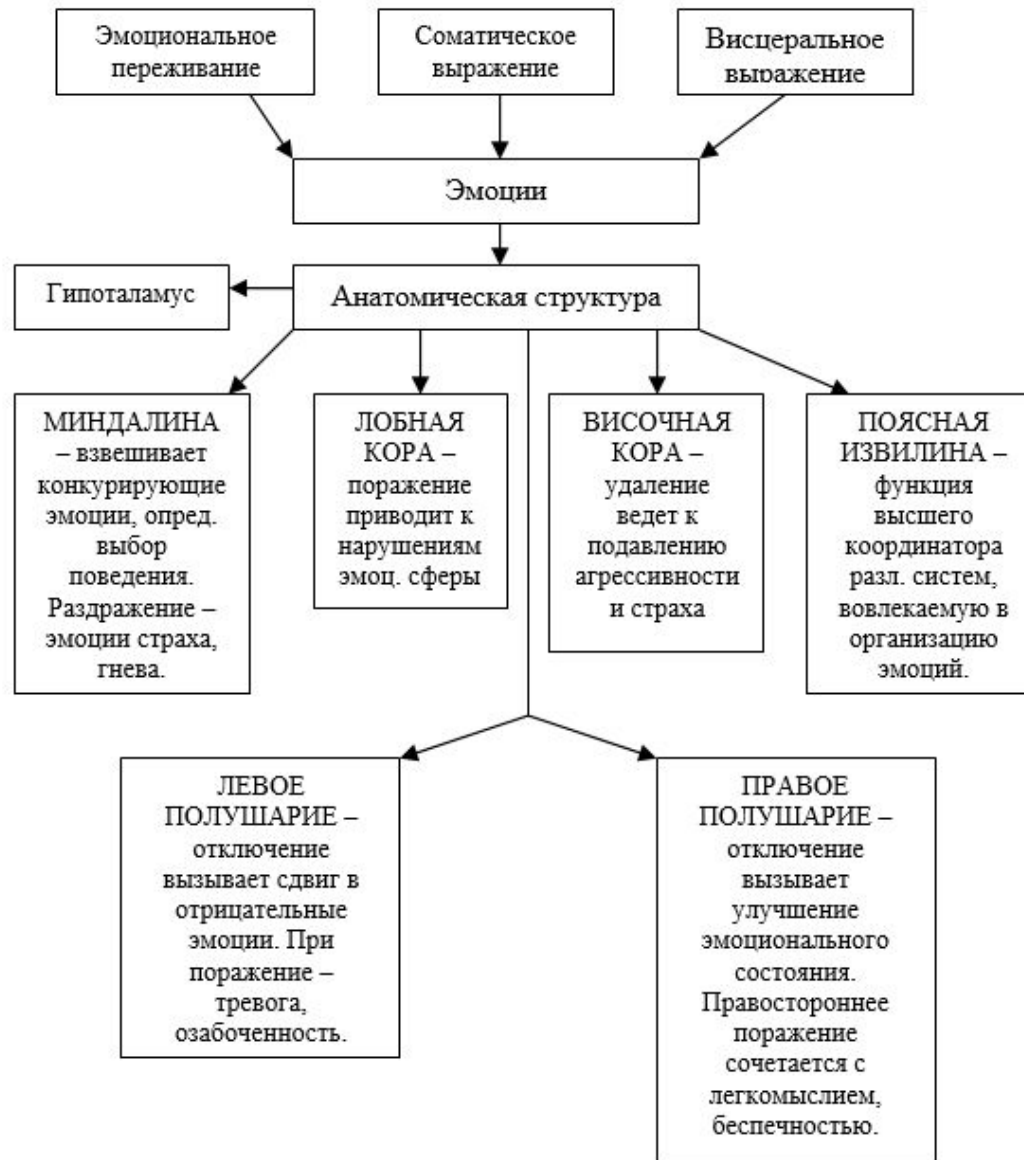 Эмоциональное
переживание
Соматическое
выражение
Висцеральное
выражение
Эмоции
Гипоталамус
Анатомическая структура
МИНДАЛИНА
– взвешивает
конкурирующие
эмоции, опред.
выбор
поведения.
Раздражение –
эмоции страха,
гнева.
ЛОБНАЯ
КОРА –
поражение
приводит к
нарушениям
эмоц. сферы
ВИСОЧНАЯ
КОРА –
удаление
ведет к
подавлению
агрессивности
и страха
ПОЯСНАЯ
ИЗВИЛИНА –
функция
высшего
координатора
разл. систем,
вовлекаемую в
организацию
эмоций.
ЛЕВОЕ
ПОЛУШАРИЕ –
отключение
вызывает сдвиг в
отрицательные
эмоции. При
поражение –
тревога,
озабоченность.
ПРАВОЕ
ПОЛУШАРИЕ –
отключение
вызывает
улучшение
эмоционального
состояния.
Правостороннее
поражение
сочетается с
легкомыслием,
беспечностью.